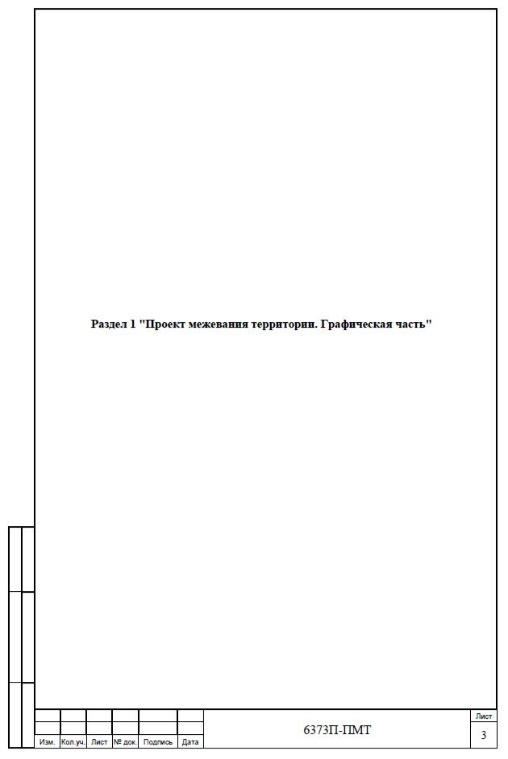 Раздел 1 "Проект межевания территории. Графическая часть"
Лист
6373П-ПМТ
3
Изм. Кол.уч. Лист № док. Подпись Дата